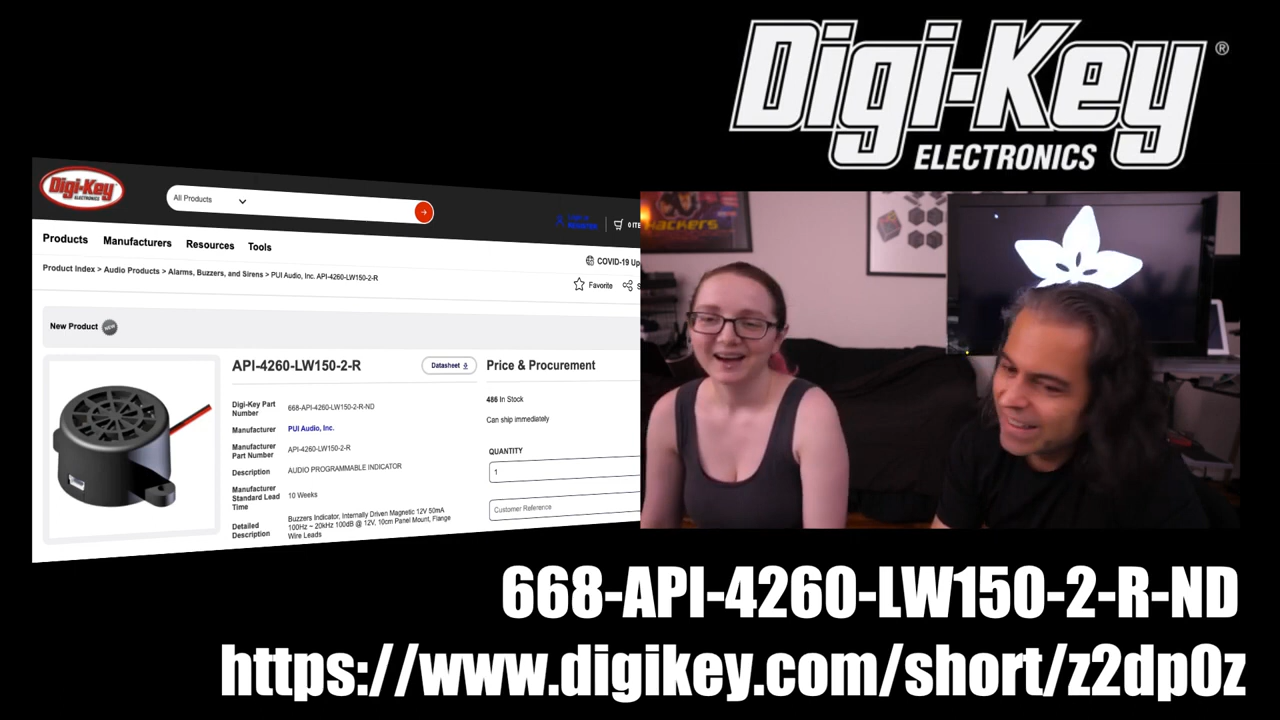 Digi-Key®
ELECTRONICS
Digi-Key
ELECTRONICS
All Products
0 ITE
Products Manufacturers Resources Tools
COVID-19 Up
Product Index > Audio Products > Alarms, Buzzers, and Sirens > PUI Audio, Inc. API-4260-LW150-2-R
Favorite S
New Product NEW
API-4260-LW150-2-R
Datasheet
Price & Procurement
Digi-Key Part
Number
668-API-4260-LW150-2-R-ND
486 In Stock
Manufacturer PUI Audio, Inc.
Can ship immediately
Manufacturer
Part Number
API-4260-LW150-2-R
QUANTITY
Description AUDIO PROGRAMMABLE INDICATOR
1
Manufacturer
Standard Lead
Time
10 Weeks
Customer Reference
Detailed
Description
Buzzers Indicator, Internally Driven Magnetic 12V 50mA
100Hz ~ 20kHz 100dB @ 12V, 10cm Panel Mount, Flange
Wire Leads
Hackers
668-API-4260-LW150-2-R-ND
https://www.digikey.com/short/z2dp0z